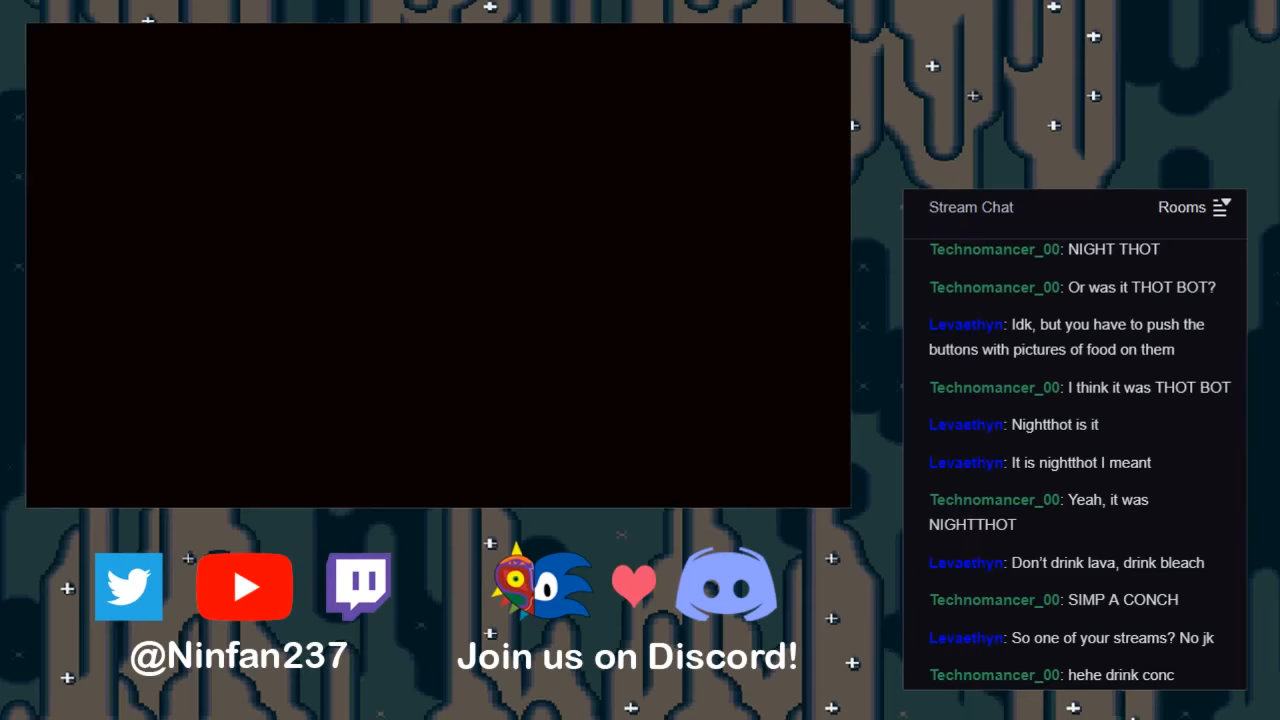 Stream Chat
Rooms
Technomancer_00: NIGHT THOT
Technomancer_00: Or was it THOT BOT?
Levaethyn: Idk, but you have to push the
buttons with pictures of food on them
Technomancer_00: I think it was THOT BOT
Levaethyn: Nightthot is it
Levaethyn: It is nightthot I meant
Technomancer_00: Yeah, it was
NIGHTTHOT
Levaethyn: Don't drink lava, drink bleach
Technomancer_00: SIMP A CONCH
Levaethyn: So one of your streams? No jk
Technomancer_00: hehe drink conc
@Ninfan237
Join us on Discord!